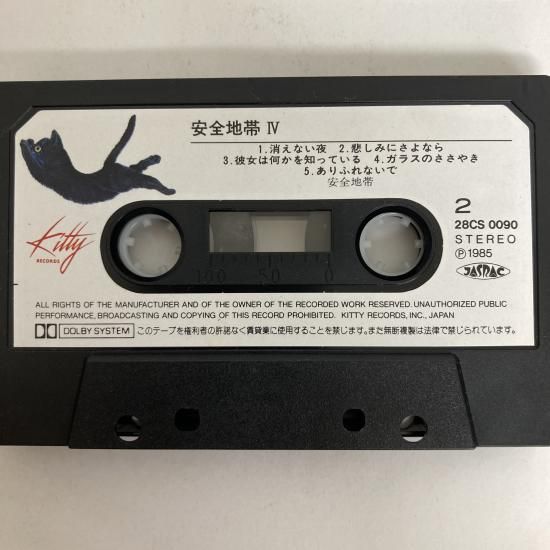 安全地帯 IV
1.消えない夜 2.悲しみにさよなら
3.彼女は何かを知っている 4.ガラスのささやき
5.ありふれないで
安全地帯
Kitty
RECORDS
2
28CS 0090
STEREO
Ⓟ1985
JASRAC
100 50 0
ALL RIGHTS OF THE MANUFACTURER AND OF THE OWNER OF THE RECORDED WORK RESERVED. UNAUTHORIZED PUBLIC
PERFORMANCE, BROADCASTING AND COPYING OF THIS RECORD PROHIBITED. KITTY RECORDS, INC., JAPAN
DOLBY SYSTEM このテープを権利者の許諾なく賃貸業に使用することを禁じます。また無断複製は法律で禁じられています。